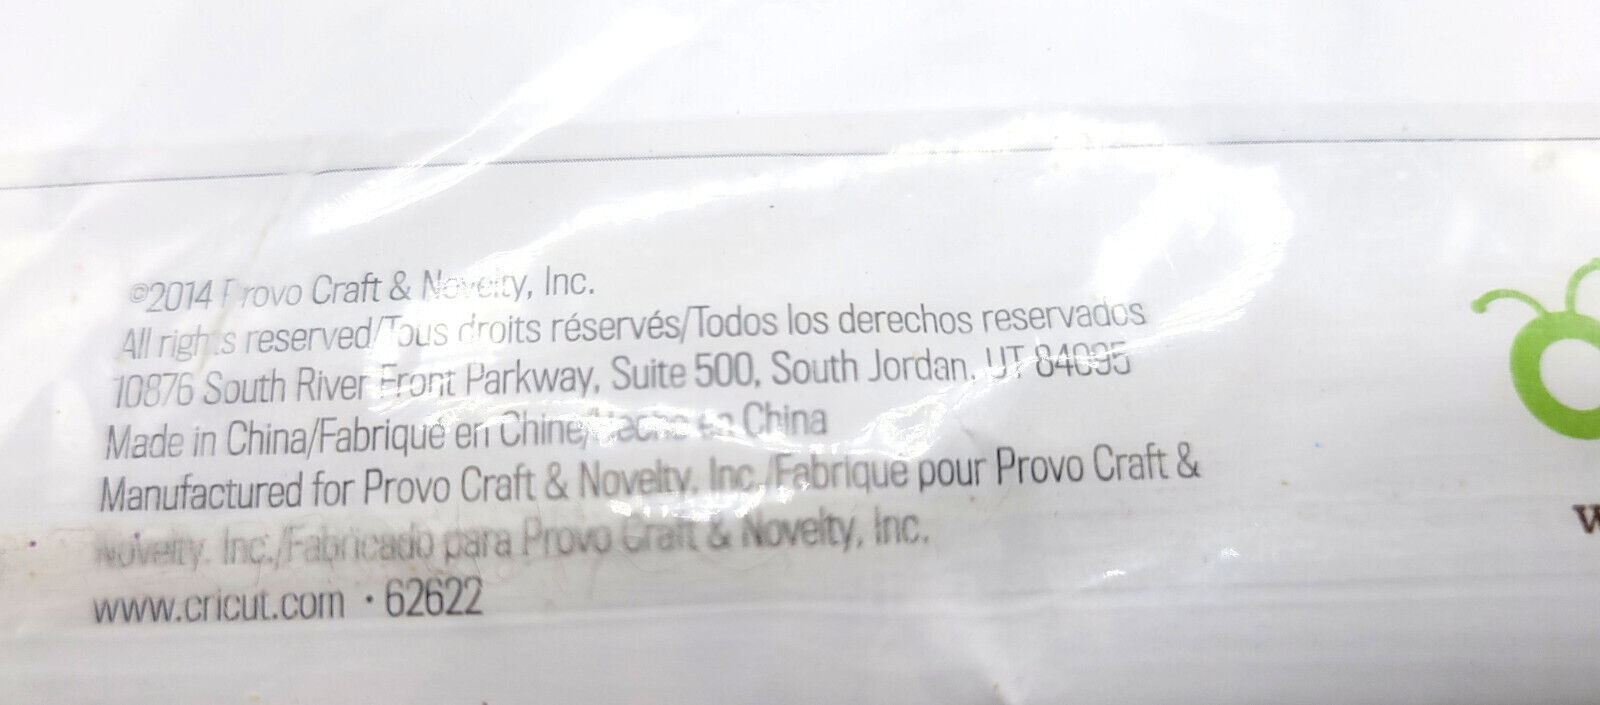 ©2014 Provo Craft & Novelty, Inc.
All rights reserved/Tous droits réservés/Todos los derechos reservados
10876 South River Front Parkway, Suite 500, South Jordan, UT 84095
Made in China/Fabriqué en Chine/Hecho en China
Manufactured for Provo Craft & Novelty, Inc./Fabrique pour Provo Craft &
Novelty, Inc./Fabricado para Provo Craft & Novelty, Inc.
www.cricut.com · 62622